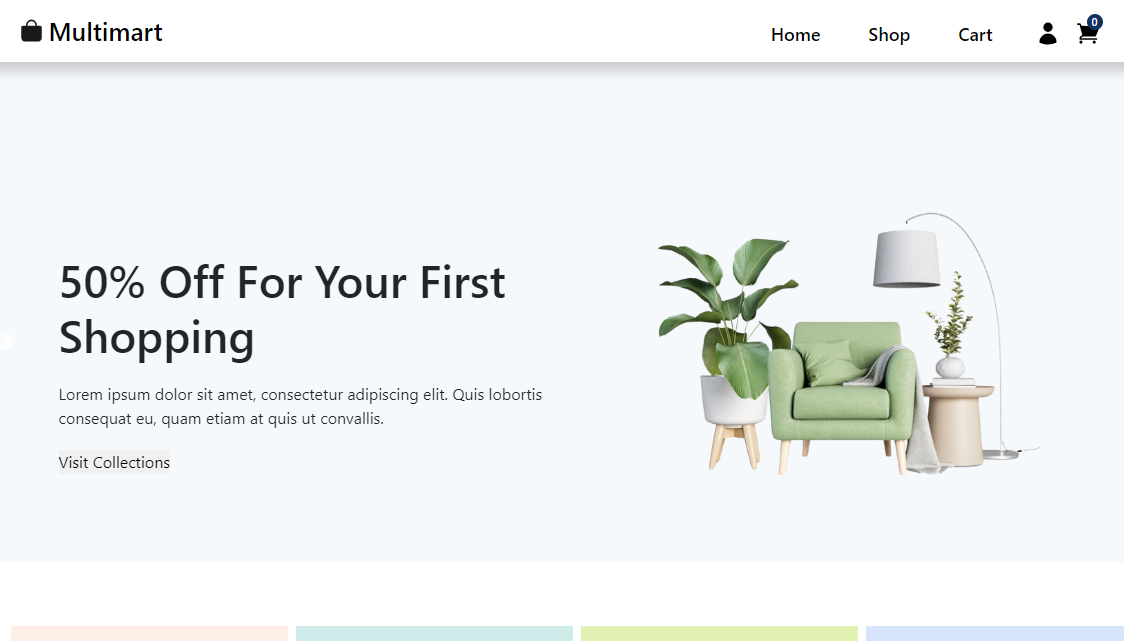 Multimart
Home
Shop
Cart
0
50% Off For Your First
Shopping
Lorem ipsum dolor sit amet, consectetur adipiscing elit. Quis lobortis
consequat eu, quam etiam at quis ut convallis.
Visit Collections